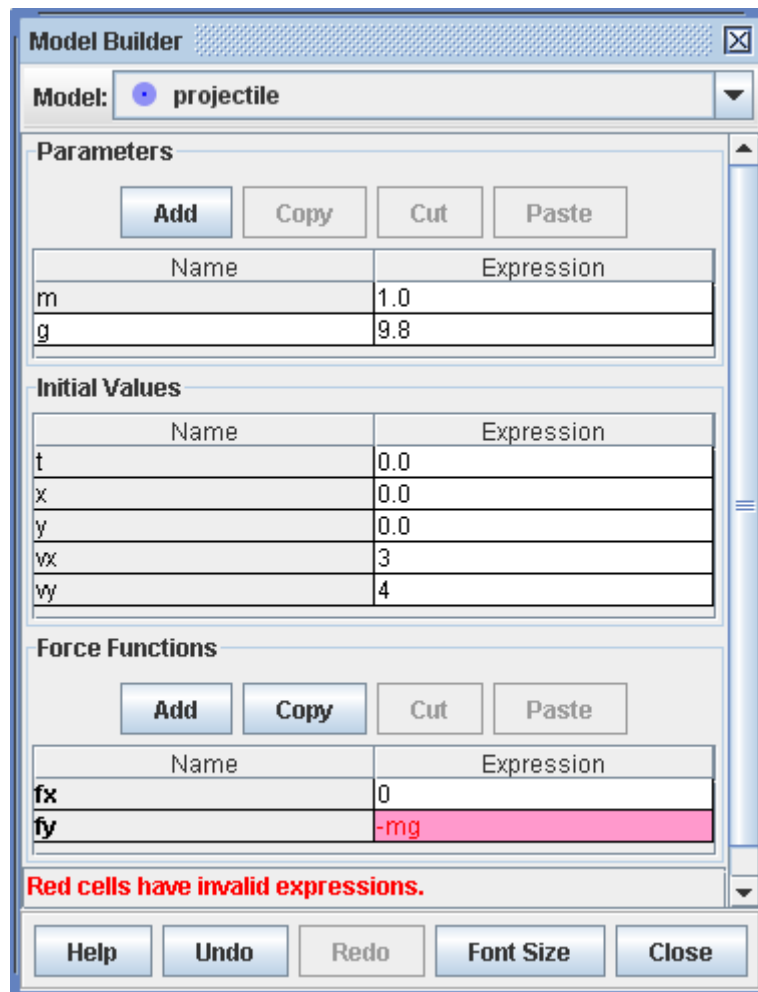 Model Builder
Model: projectile
Parameters
Add Copy Cut Paste
Name Expression
m 1.0
g 9.8
Initial Values
Name Expression
t 0.0
x 0.0
y 0.0
vx 3
vy 4
Force Functions
Add Copy Cut Paste
Name Expression
fx 0
fy -mg
Red cells have invalid expressions.
Help Undo Redo Font Size Close